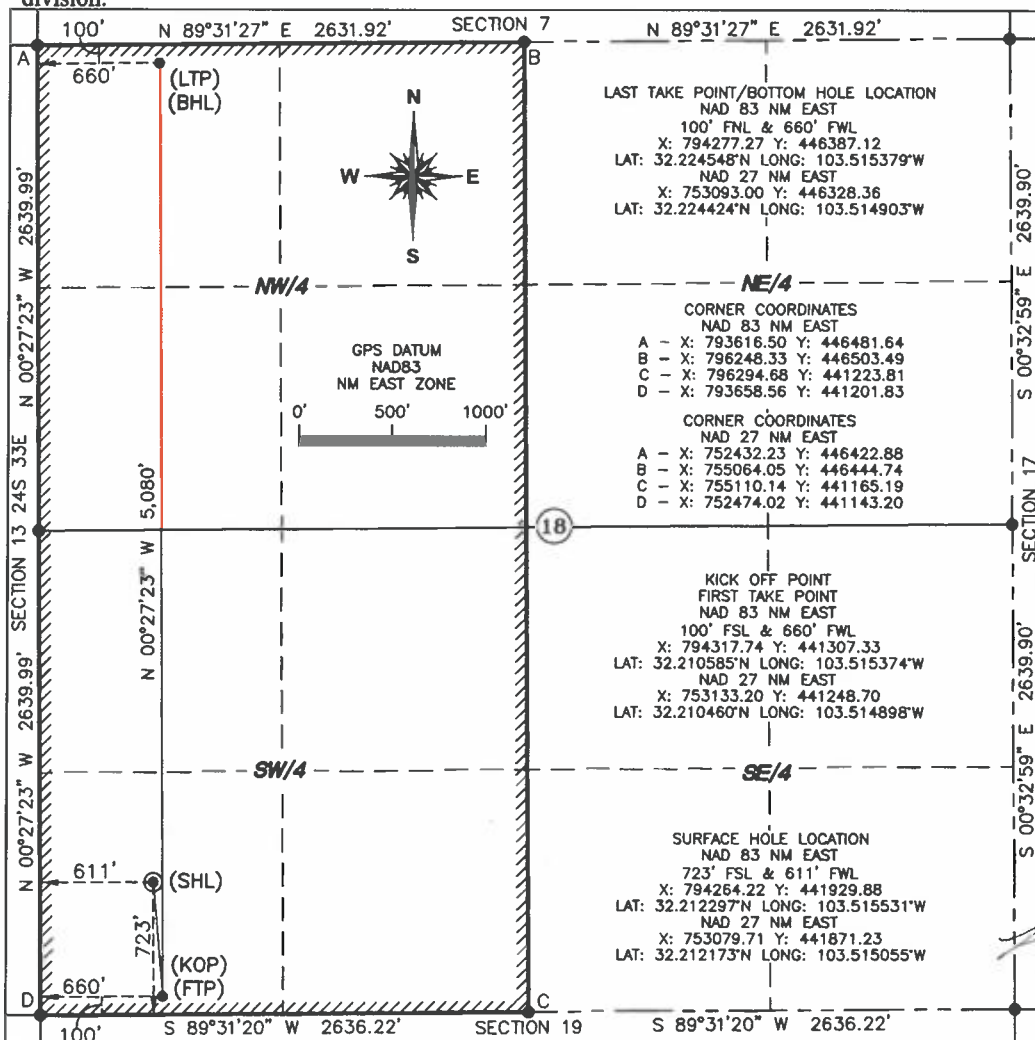 division.
100' N 89°31'27" E 2631.92' SECTION 7 N 89°31'27" E 2631.92'
A B
660' (LTP)
(BHL)
N
W E
S
LAST TAKE POINT/BOTTOM HOLE LOCATION
NAD 83 NM EAST
100' FNL & 660' FWL
X: 794277.27 Y: 446387.12
LAT: 32.224548°N LONG: 103.515379°W
NAD 27 NM EAST
X: 753093.00 Y: 446328.36
LAT: 32.224424°N LONG: 103.514903°W
NW/4 NE/4
GPS DATUM
NAD83
NM EAST ZONE
0' 500' 1000'
CORNER COORDINATES
NAD 83 NM EAST
A - X: 793616.50 Y: 446481.64
B - X: 796248.33 Y: 446503.49
C - X: 796294.68 Y: 441223.81
D - X: 793658.56 Y: 441201.83
CORNER COORDINATES
NAD 27 NM EAST
A - X: 752432.23 Y: 446422.88
B - X: 755064.05 Y: 446444.74
C - X: 755110.14 Y: 441165.19
D - X: 752474.02 Y: 441143.20
N 00°27'23" W 2639.99'
SECTION 13 24S 33E
N 00°27'23" W 2639.99'
N 00°27'23" W 5,080'
18
S 00°32'59" E 2639.90'
SECTION 17
S 00°32'59" E 2639.90'
KICK OFF POINT
FIRST TAKE POINT
NAD 83 NM EAST
100' FSL & 660' FWL
X: 794317.74 Y: 441307.33
LAT: 32.210585°N LONG: 103.515374°W
NAD 27 NM EAST
X: 753133.20 Y: 441248.70
LAT: 32.210460°N LONG: 103.514898°W
SW/4 SE/4
SURFACE HOLE LOCATION
NAD 83 NM EAST
723' FSL & 611' FWL
X: 794264.22 Y: 441929.88
LAT: 32.212297°N LONG: 103.515531°W
NAD 27 NM EAST
X: 753079.71 Y: 441871.23
LAT: 32.212173°N LONG: 103.515055°W
611' (SHL)
723'
(KOP)
660' (FTP)
D C
100' S 89°31'20" W 2636.22' SECTION 19 S 89°31'20" W 2636.22'